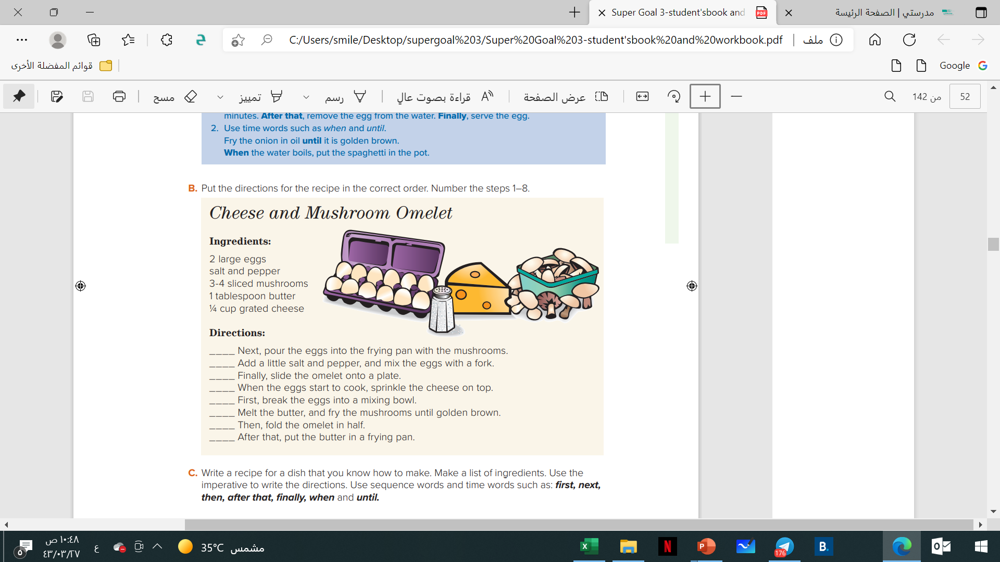 Super Goal 3-student'sbook and
مدرستي | الصفحة الرئيسة
C:/Users/smile/Desktop/supergoal%203/Super%20Goal%203-student'sbook%20and%20workbook.pdf
ملف
قوائم المفضلة الأخرى
Google
مسح
تمييز
رسم
قراءة بصوت عالٍ
عرض الصفحة
من 142
52
minutes. After that, remove the egg from the water. Finally, serve the egg.
2. Use time words such as when and until.
Fry the onion in oil until it is golden brown.
When the water boils, put the spaghetti in the pot.
B. Put the directions for the recipe in the correct order. Number the steps 1–8.
Cheese and Mushroom Omelet
Ingredients:
2 large eggs
salt and pepper
3-4 sliced mushrooms
1 tablespoon butter
¼ cup grated cheese
Directions:
____ Next, pour the eggs into the frying pan with the mushrooms.
____ Add a little salt and pepper, and mix the eggs with a fork.
____ Finally, slide the omelet onto a plate.
____ When the eggs start to cook, sprinkle the cheese on top.
____ First, break the eggs into a mixing bowl.
____ Melt the butter, and fry the mushrooms until golden brown.
____ Then, fold the omelet in half.
____ After that, put the butter in a frying pan.
C. Write a recipe for a dish that you know how to make. Make a list of ingredients. Use the
imperative to write the directions. Use sequence words and time words such as: first, next,
then, after that, finally, when and until.
١٠:٤٨ ص
٤٣/٠٣/٢٧
٥
ع
35°C مشمس
176
B.